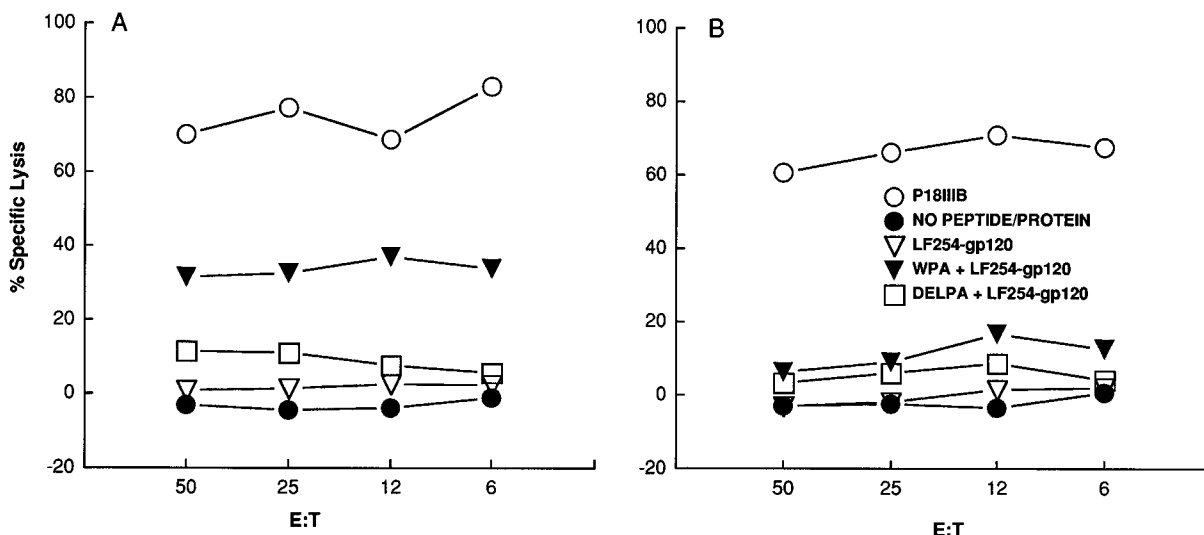 A
% Specific Lysis
100
80
60
40
20
0
-20
50 25 12 6
E:T
B
100
80
60
40
20
0
-20
P18IIIB
NO PEPTIDE/PROTEIN
LF254-gp120
WPA + LF254-gp120
DELPA + LF254-gp120
50 25 12 6
E:T